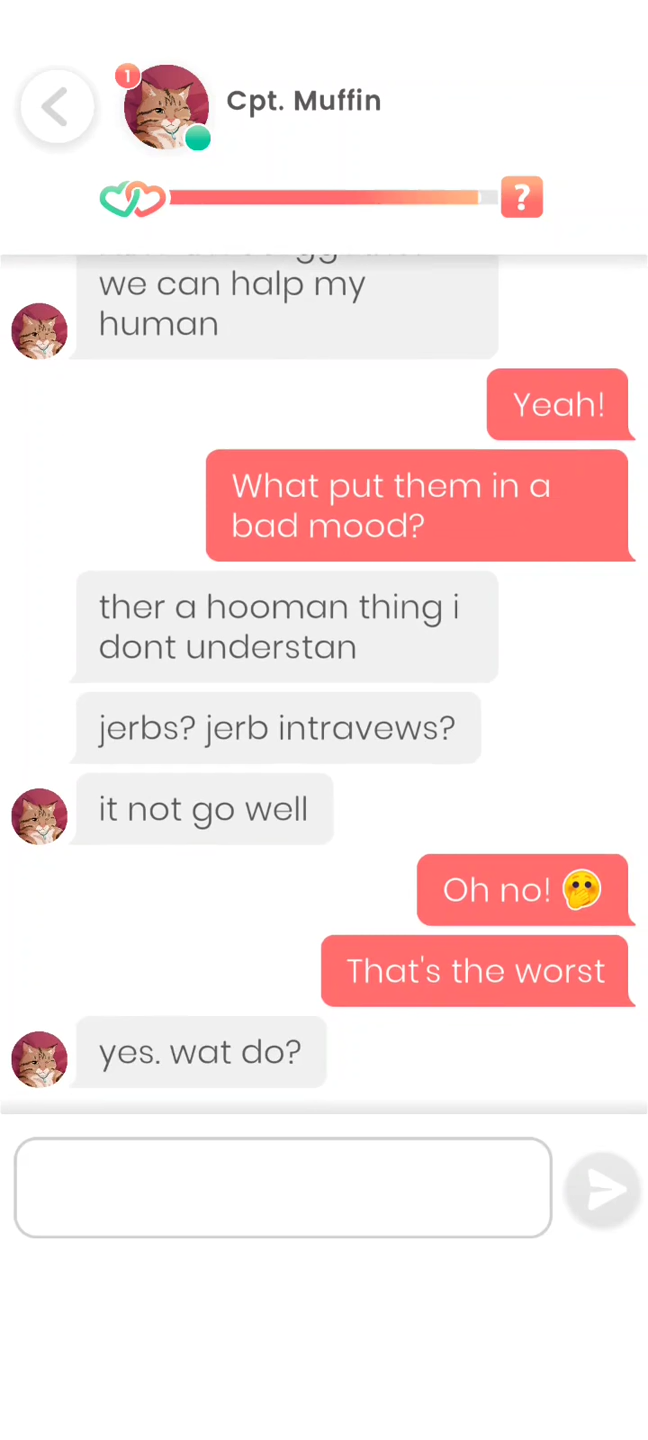 1
Cpt. Muffin
?
we can halp my
human
Yeah!
What put them in a
bad mood?
ther a hooman thing i
dont understan
jerbs? jerb intravews?
it not go well
Oh no! 🫢
That's the worst
yes. wat do?